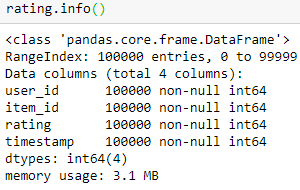 rating.info()
<class 'pandas.core.frame.DataFrame'>
RangeIndex: 100000 entries, 0 to 99999
Data columns (total 4 columns):
user_id      100000 non-null int64
item_id      100000 non-null int64
rating       100000 non-null int64
timestamp    100000 non-null int64
dtypes: int64(4)
memory usage: 3.1 MB